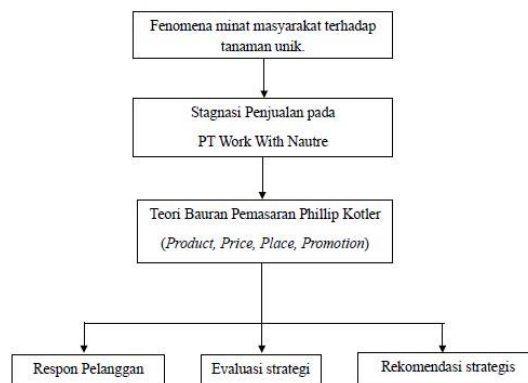 Fenomena minat masyarakat terhadap
tanaman unik.
Stagnasi Penjualan pada
PT Work With Nautre
Teori Bauran Pemasaran Phillip Kotler
(Product, Price, Place, Promotion)
Respon Pelanggan
Evaluasi strategi
Rekomendasi strategis